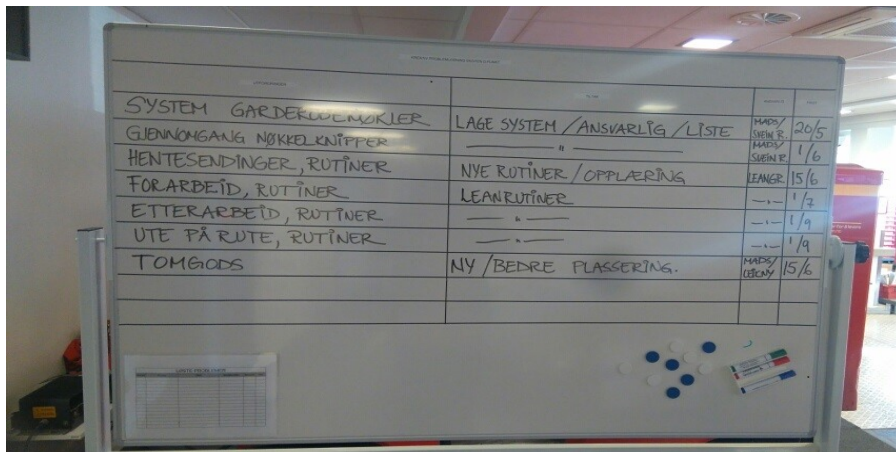 SYSTEM GARDEROBENØKLER LAGE SYSTEM / ANSVARLIG / LISTE MADS/ SVEIN R. 20/5
GJENNOMGANG NØKKELKNIPPER — " — MADS/ SVEIN R. 1/6
HENTESENDINGER, RUTINER NYE RUTINER / OPPLÆRING LEANGR. 15/6
FORARBEID, RUTINER LEANRUTINER — " — 1/7
ETTERARBEID, RUTINER — " — — " — 1/9
UTE PÅ RUTE, RUTINER — " — — " — 1/9
TOMGODS NY / BEDRE PLASSERING. MADS/ 15/6